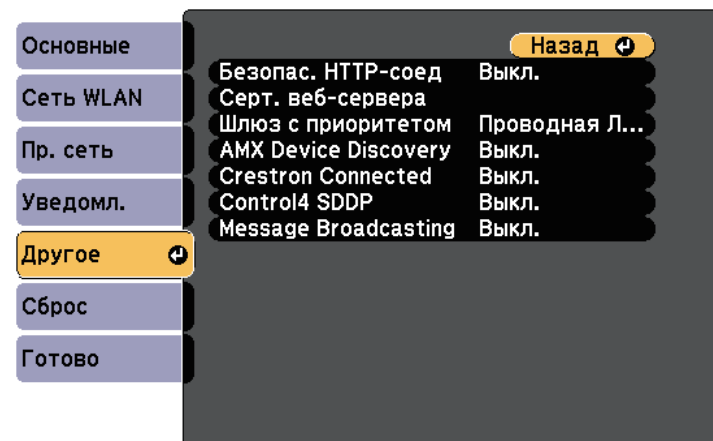 Основные
Сеть WLAN
Пр. сеть
Уведомл.
Другое
Сброс
Готово
Назад
Безопас. HTTP-соед Выкл.
Серт. веб-сервера
Шлюз с приоритетом Проводная Л...
AMX Device Discovery Выкл.
Crestron Connected Выкл.
Control4 SDDP Выкл.
Message Broadcasting Выкл.